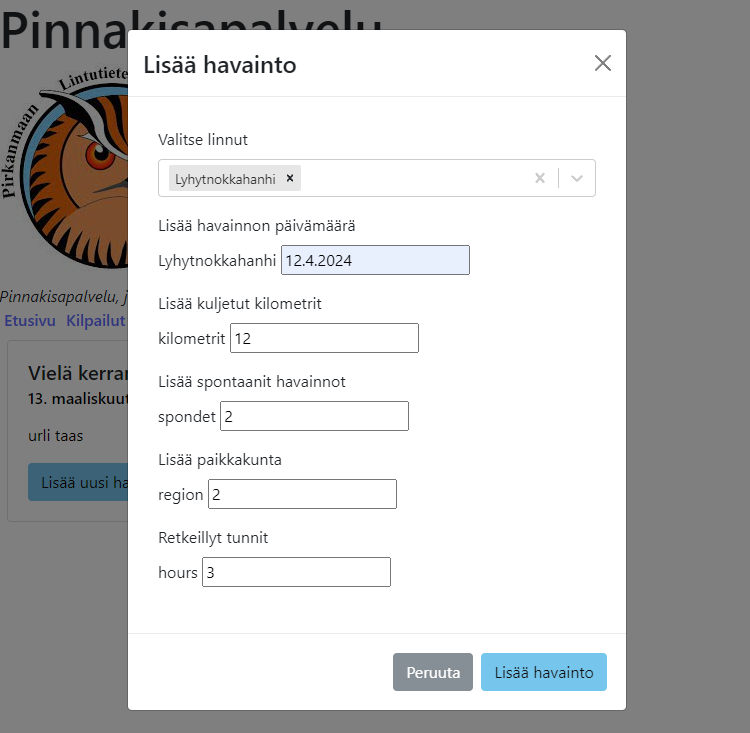 Pinnakisapalvelu
Lisää havainto
Pirkanmaan Lintutiete
Valitse linnut
Lyhytnokkahanhi
Lisää havainnon päivämäärä
Lyhytnokkahanhi 12.4.2024
Pinnakisapalvelu, j
Lisää kuljetut kilometrit
Etusivu Kilpailut
kilometrit 12
Vielä kerran
13. maaliskuut
Lisää spontaanit havainnot
spondet 2
urli taas
Lisää paikkakunta
Lisää uusi ha
region 2
Retkeillyt tunnit
hours 3
Peruuta Lisää havainto